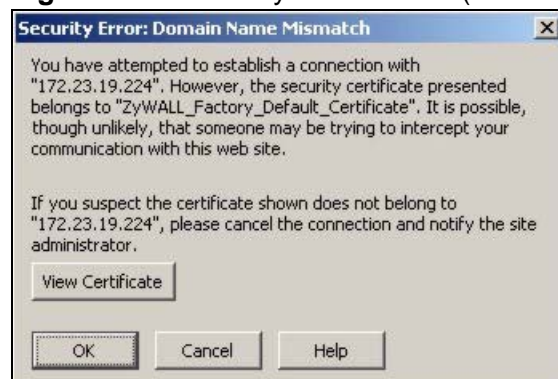 Security Error: Domain Name Mismatch
You have attempted to establish a connection with
"172.23.19.224". However, the security certificate presented
belongs to "ZyWALL_Factory_Default_Certificate". It is possible,
though unlikely, that someone may be trying to intercept your
communication with this web site.
If you suspect the certificate shown does not belong to
"172.23.19.224", please cancel the connection and notify the site
administrator.
View Certificate
OK Cancel Help